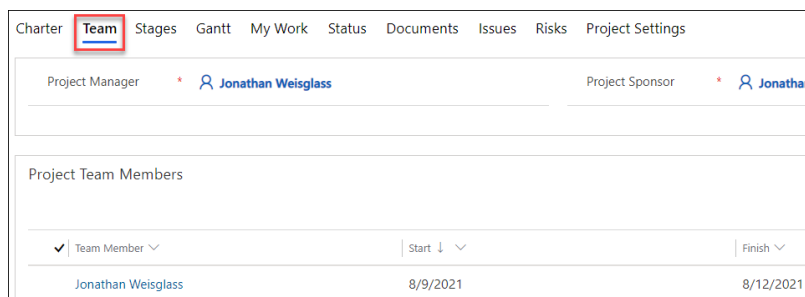 Charter Team Stages Gantt My Work Status Documents Issues Risks Project Settings
Project Manager * Jonathan Weisglass Project Sponsor *
Project Team Members
Team Member Start Finish
Jonathan Weisglass 8/9/2021 8/12/2021